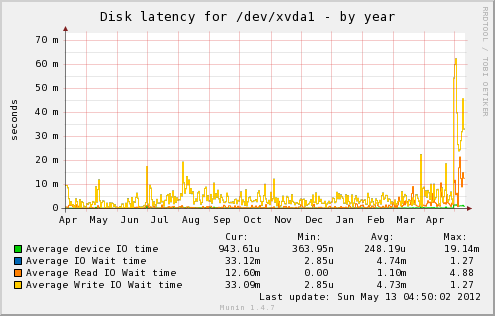 Disk latency for /dev/xvda1 - by year
RRDTOOL / TOBI OETIKER
seconds
70 m
60 m
50 m
40 m
30 m
20 m
10 m
0
Apr May Jun Jul Aug Sep Oct Nov Dec Jan Feb Mar Apr
Cur: Min: Avg: Max:
Average device IO time 943.61u 363.95n 248.19u 19.14m
Average IO Wait time 33.12m 2.85u 4.74m 1.27
Average Read IO Wait time 12.60m 0.00 1.10m 4.88
Average Write IO Wait time 33.09m 2.85u 4.73m 1.27
Last update: Sun May 13 04:50:02 2012
Munin 1.4.7